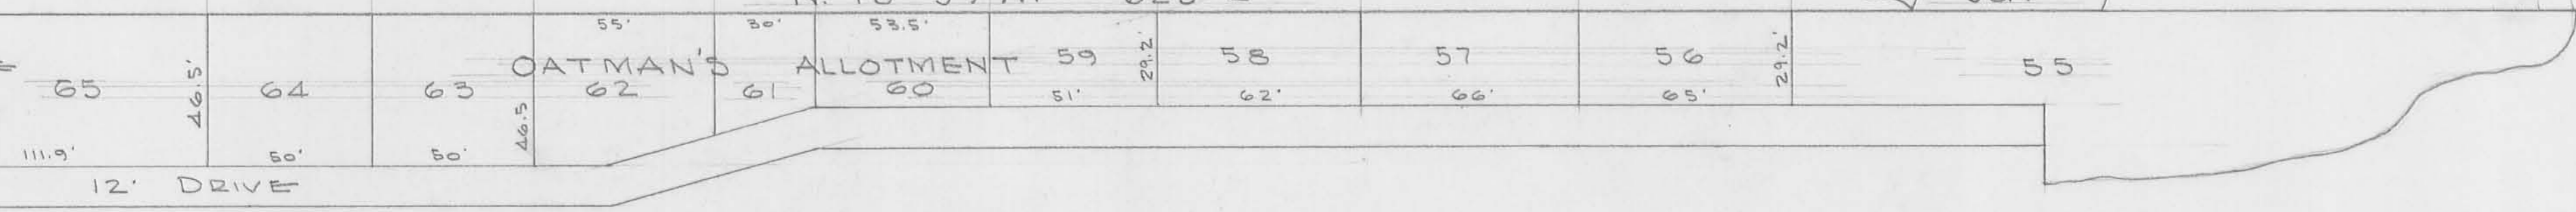 55' 30' 53.5'
OATMAN'S ALLOTMENT
65 46.5' 64 63 46.5 62 61 60 59 29.2' 58 57 56 29.2' 55
111.9' 50' 50' 51' 62' 66' 65'
12' DRIVE